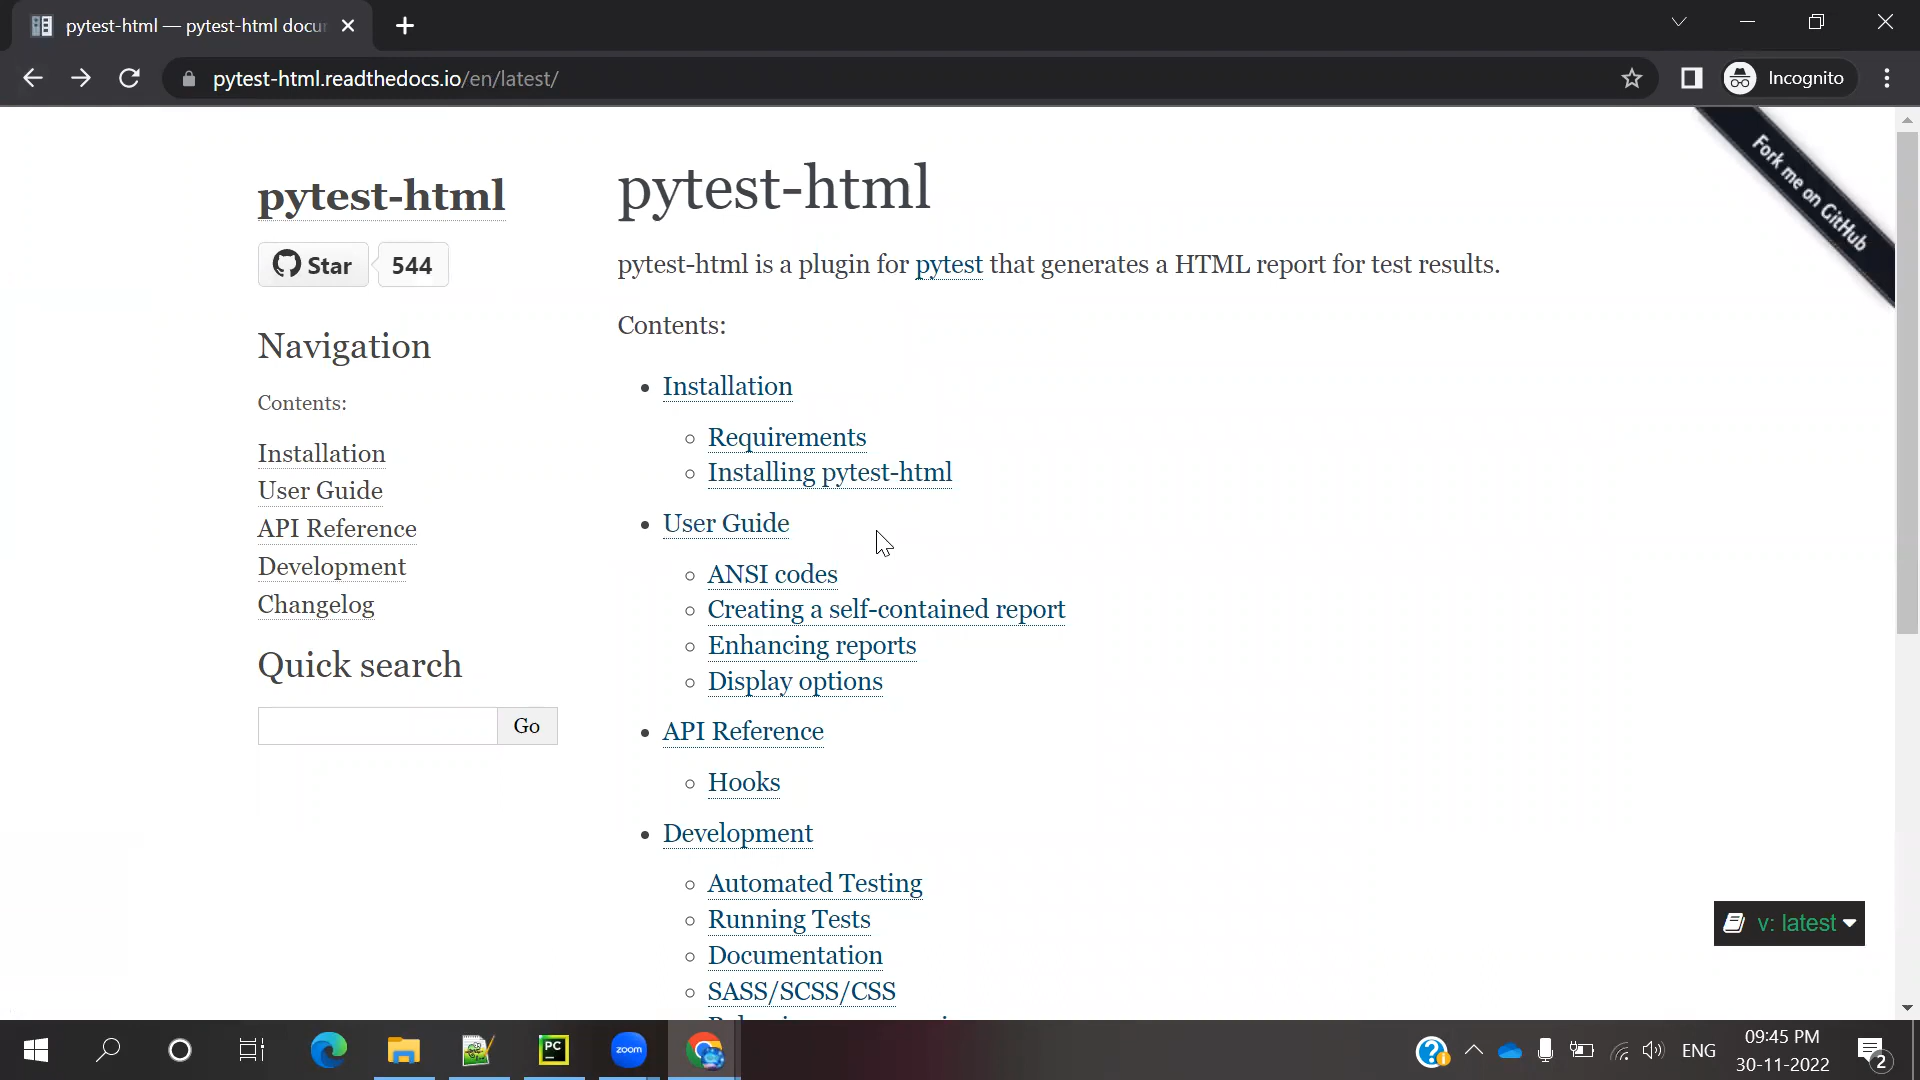 pytest-html — pytest-html docu
pytest-html.readthedocs.io/en/latest/
Incognito
Fork me on GitHub
pytest-html
Star
544
Navigation
Contents:
Installation
User Guide
API Reference
Development
Changelog
Quick search
Go
pytest-html
pytest-html is a plugin for pytest that generates a HTML report for test results.
Contents:
Installation
Requirements
Installing pytest-html
User Guide
ANSI codes
Creating a self-contained report
Enhancing reports
Display options
API Reference
Hooks
Development
Automated Testing
Running Tests
Documentation
SASS/SCSS/CSS
v: latest
PC
zoom
ENG
09:45 PM
30-11-2022
2